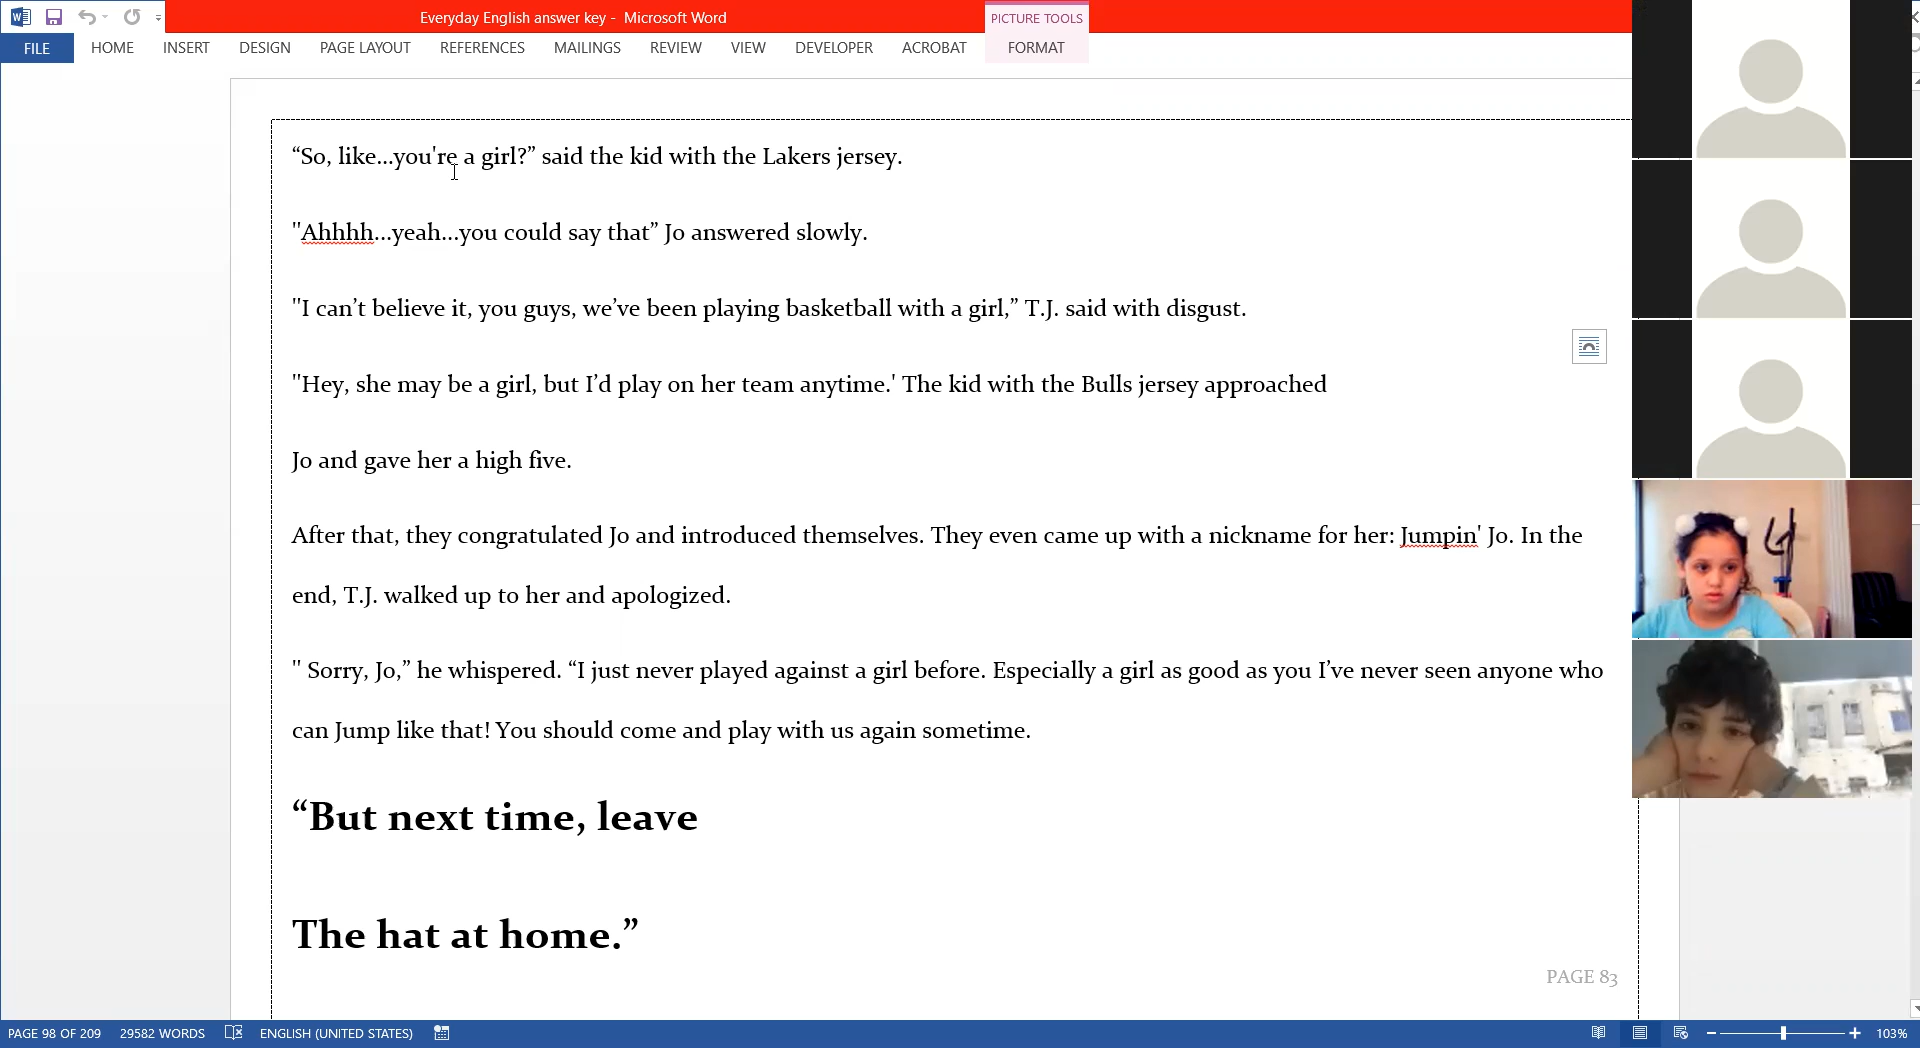 Everyday English answer key - Microsoft Word
PICTURE TOOLS
FILE HOME INSERT DESIGN PAGE LAYOUT REFERENCES MAILINGS REVIEW VIEW DEVELOPER ACROBAT FORMAT
“So, like...you're a girl?” said the kid with the Lakers jersey.
"Ahhhh...yeah...you could say that” Jo answered slowly.
"I can’t believe it, you guys, we’ve been playing basketball with a girl,” T.J. said with disgust.
"Hey, she may be a girl, but I’d play on her team anytime.' The kid with the Bulls jersey approached
Jo and gave her a high five.
After that, they congratulated Jo and introduced themselves. They even came up with a nickname for her: Jumpin' Jo. In the
end, T.J. walked up to her and apologized.
" Sorry, Jo,” he whispered. “I just never played against a girl before. Especially a girl as good as you I’ve never seen anyone who
can Jump like that! You should come and play with us again sometime.
“But next time, leave
The hat at home.”
PAGE 83
PAGE 98 OF 209 29582 WORDS ENGLISH (UNITED STATES) 103%